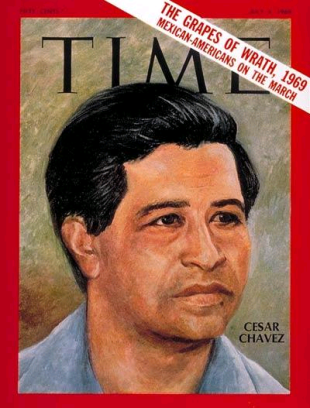 THE GRAPES OF WRATH, 1969
MEXICAN-AMERICANS ON THE MARCH
TIME
CESAR
CHAVEZ